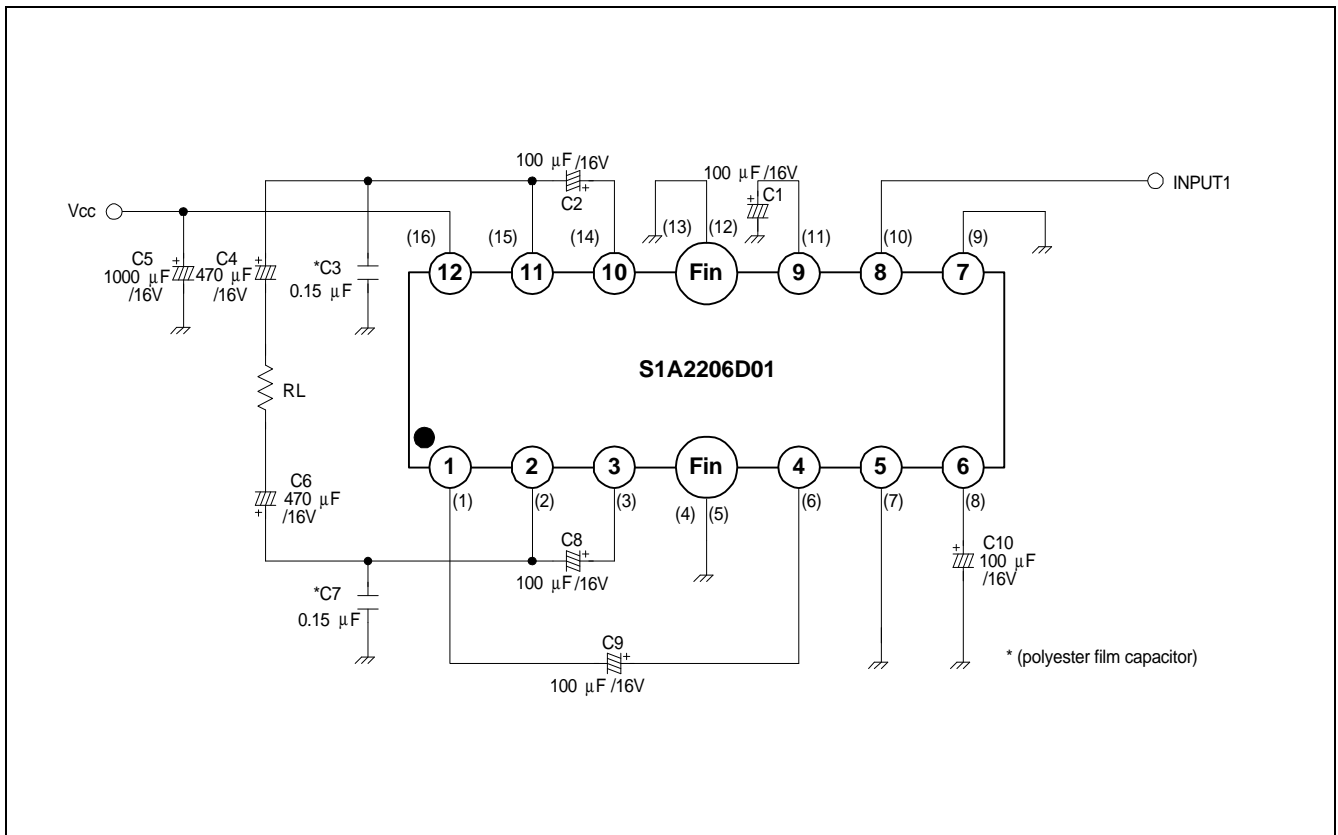 100 μF/16V
C2
100 μF/16V
C1
INPUT1
Vcc
(16)
(15)
(14)
(13)
(12)
(11)
(10)
(9)
C5
1000 μF
/16V
C4
470 μF
/16V
*C3
0.15 μF
12
11
10
Fin
9
8
7
S1A2206D01
RL
1
2
3
Fin
4
5
6
(1)
(2)
(3)
(4)
(5)
(6)
(7)
(8)
C6
470 μF
/16V
C8
100 μF/16V
C10
100 μF
/16V
*C7
0.15 μF
C9
100 μF/16V
* (polyester film capacitor)